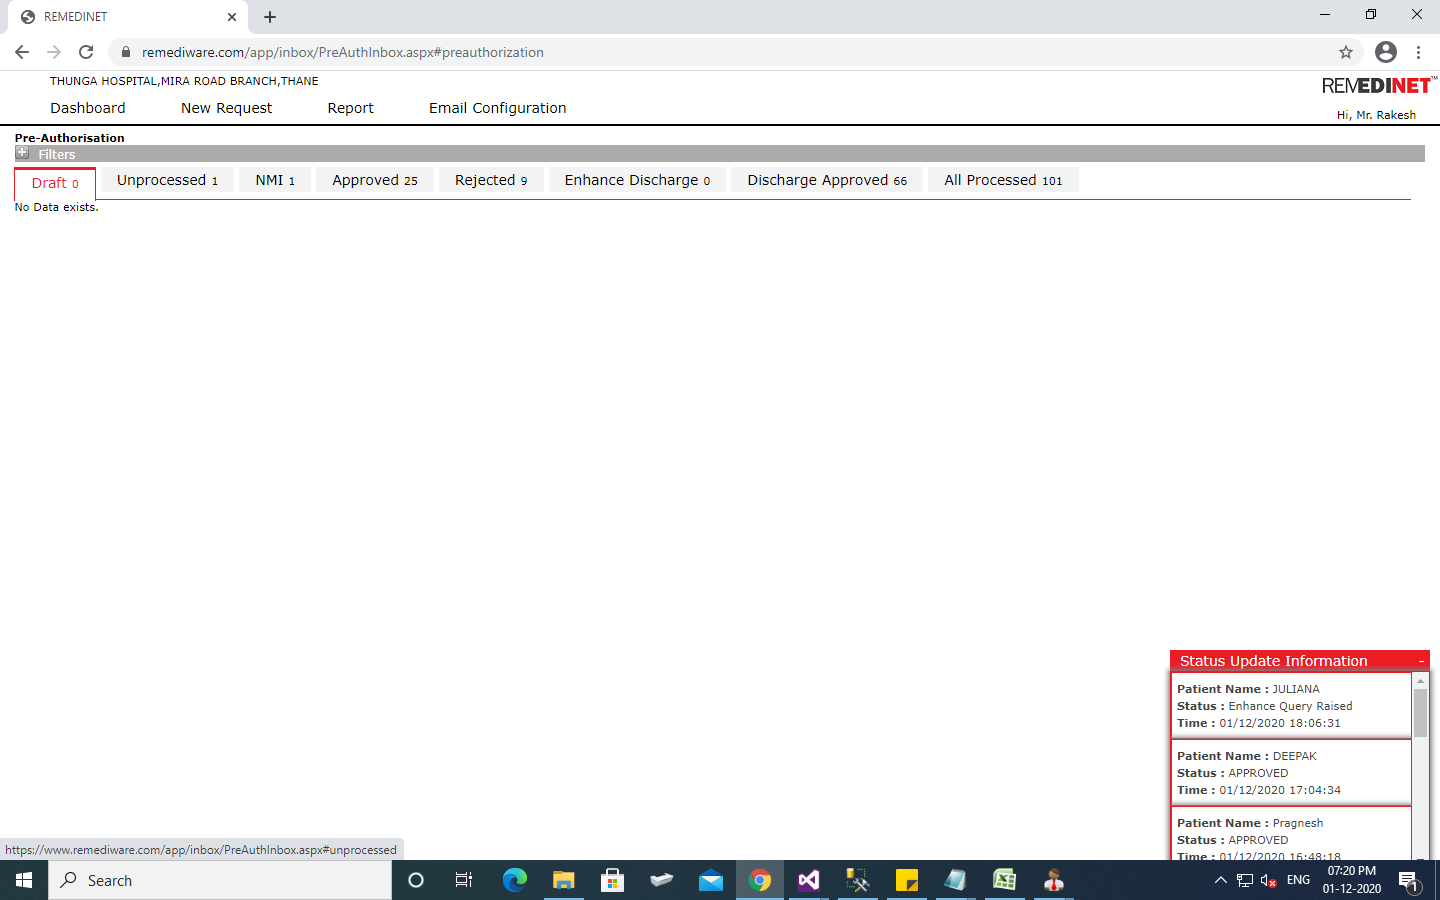 REMEDINET
remediware.com/app/inbox/PreAuthInbox.aspx#preauthorization
THUNGA HOSPITAL,MIRA ROAD BRANCH,THANE
REMEDINET™
Dashboard New Request Report Email Configuration
Hi, Mr. Rakesh
Pre-Authorisation
Filters
Draft 0 Unprocessed 1 NMI 1 Approved 25 Rejected 9 Enhance Discharge 0 Discharge Approved 66 All Processed 101
No Data exists.
Status Update Information -
Patient Name : JULIANA
Status : Enhance Query Raised
Time : 01/12/2020 18:06:31
Patient Name : DEEPAK
Status : APPROVED
Time : 01/12/2020 17:04:34
Patient Name : Pragnesh
Status : APPROVED
Time : 01/12/2020 16:48:18
https://www.remediware.com/app/inbox/PreAuthInbox.aspx#unprocessed
Search
ENG
07:20 PM
01-12-2020
1